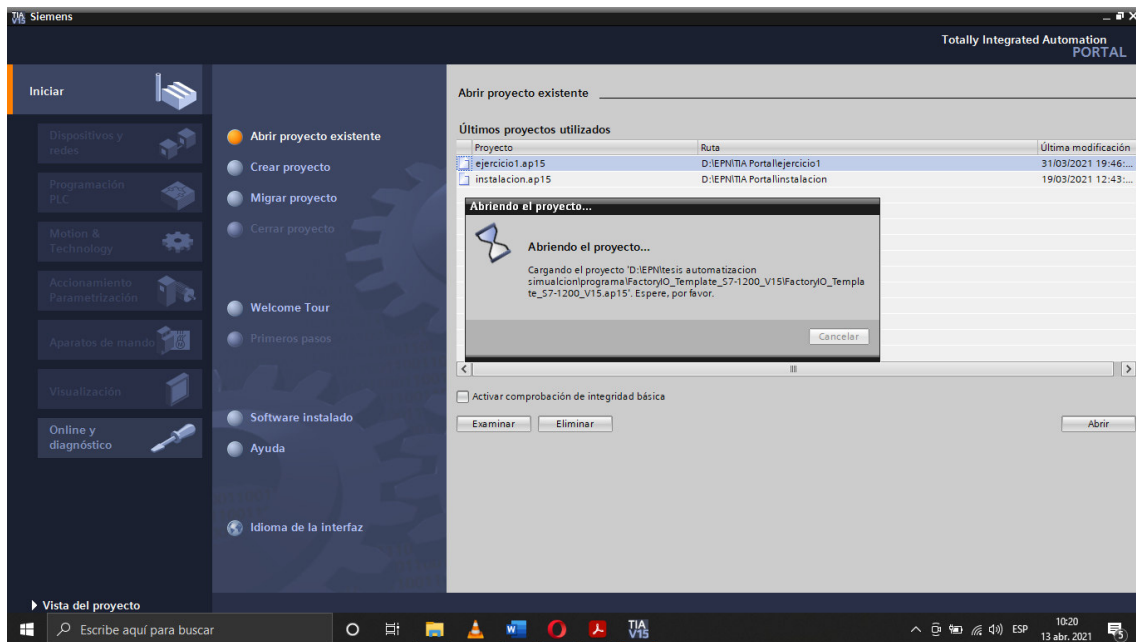 Siemens
Totally Integrated Automation
PORTAL
Iniciar
Dispositivos y
redes
Programación
PLC
Motion &
Technology
Accionamiento
Parametrización
Aparatos de mando
Visualización
Online y
diagnóstico
Vista del proyecto
Abrir proyecto existente
Crear proyecto
Migrar proyecto
Cerrar proyecto
Welcome Tour
Primeros pasos
Software instalado
Ayuda
Idioma de la interfaz
Abrir proyecto existente
Últimos proyectos utilizados
Proyecto Ruta Última modificación
ejercicio1.ap15 D:\EPN\TIA Portal\ejercicio1 31/03/2021 19:46:...
instalacion.ap15 D:\EPN\TIA Portal\instalacion 19/03/2021 12:43:...
Abriendo el proyecto...
Abriendo el proyecto...
Cargando el proyecto 'D:\EPN\tesis automatizacion
simualcion\programa\FactoryIO_Template_S7-1200_V15\FactoryIO_Templa
te_S7-1200_V15.ap15'. Espere, por favor.
Cancelar
Activar comprobación de integridad básica
Examinar Eliminar Abrir
Escribe aquí para buscar
TIA
V15
ESP
10:20
13 abr. 2021
5